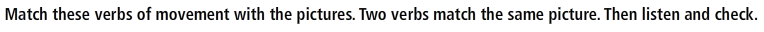 Match these verbs of movement with the pictures. Two verbs match the same picture. Then listen and check.